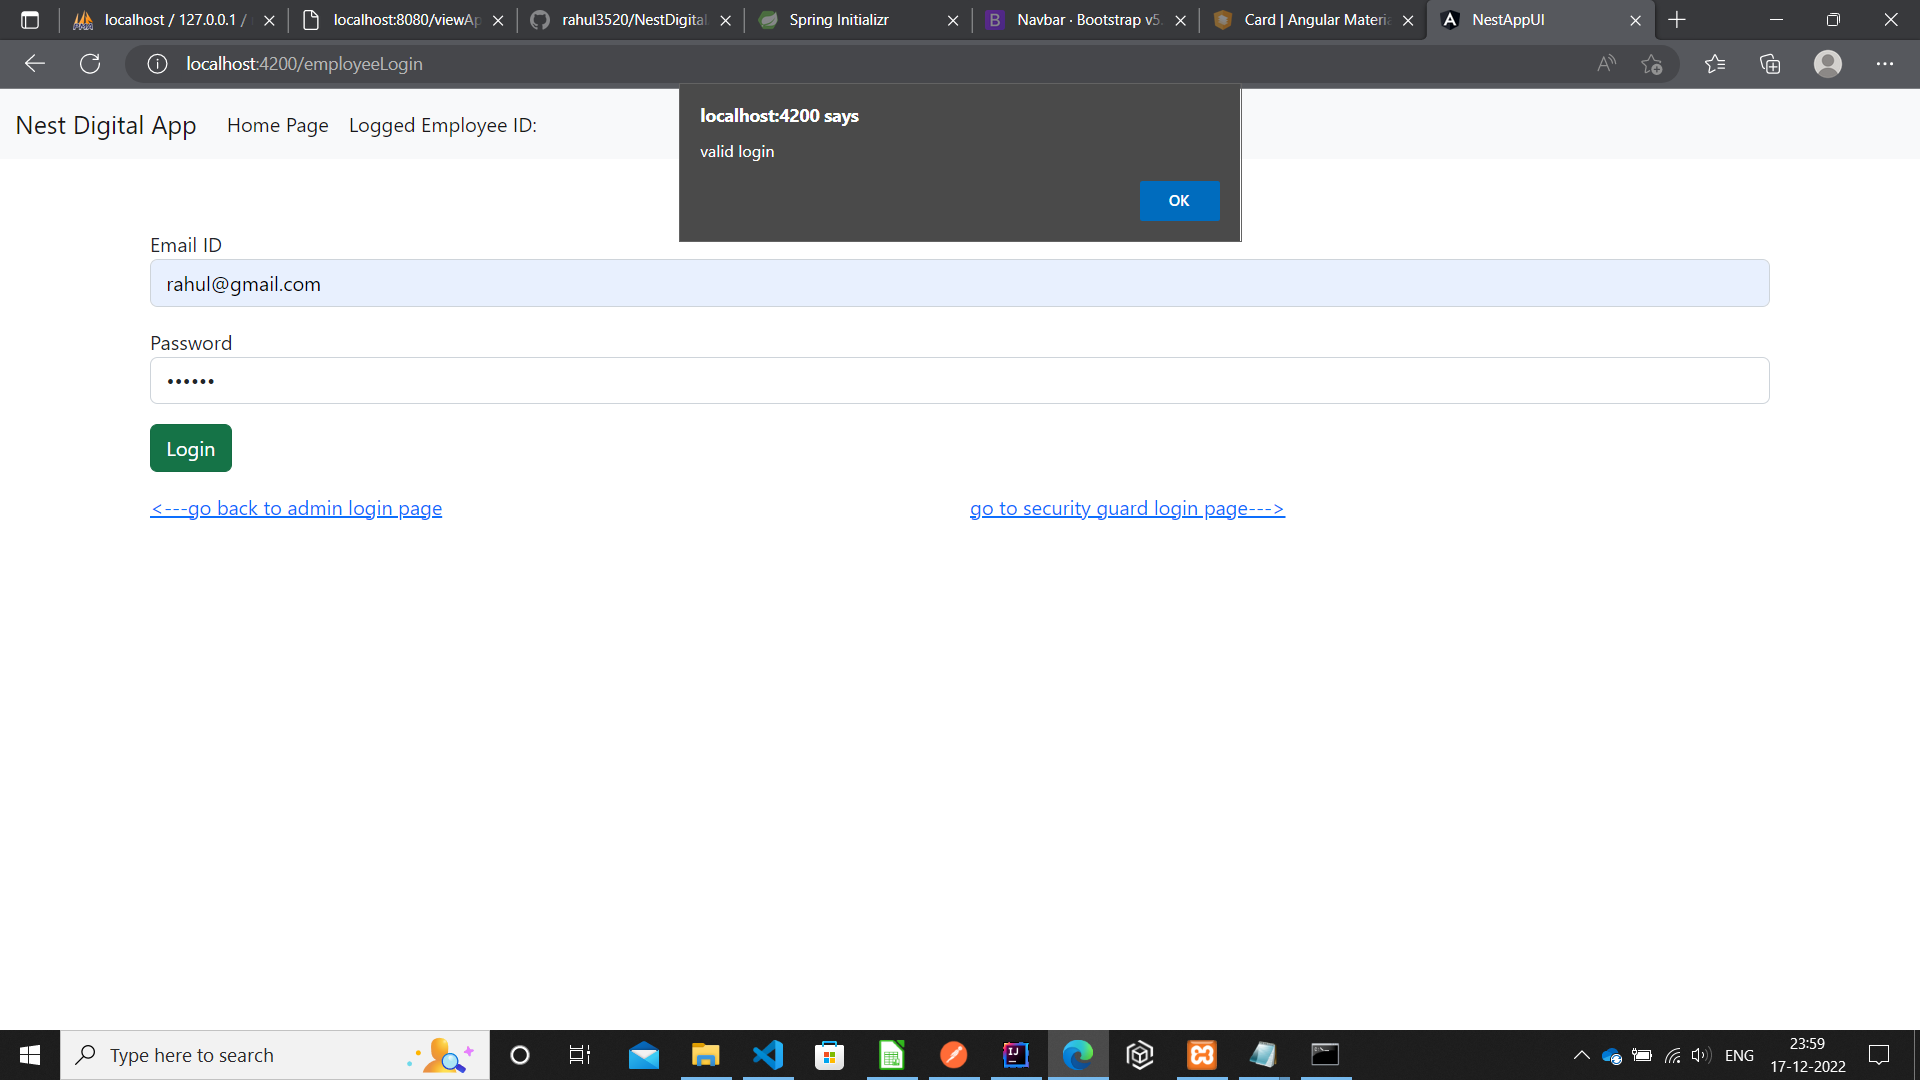 localhost / 127.0.0.1 /
localhost:8080/viewAp
rahul3520/NestDigital
Spring Initializr
Navbar · Bootstrap v5.
Card | Angular Materia
NestAppUI
localhost:4200/employeeLogin
Nest Digital App
Home Page
Logged Employee ID:
localhost:4200 says
valid login
OK
Email ID
rahul@gmail.com
Password
••••••
Login
<---go back to admin login page
go to security guard login page--->
Type here to search
ENG
23:59
17-12-2022